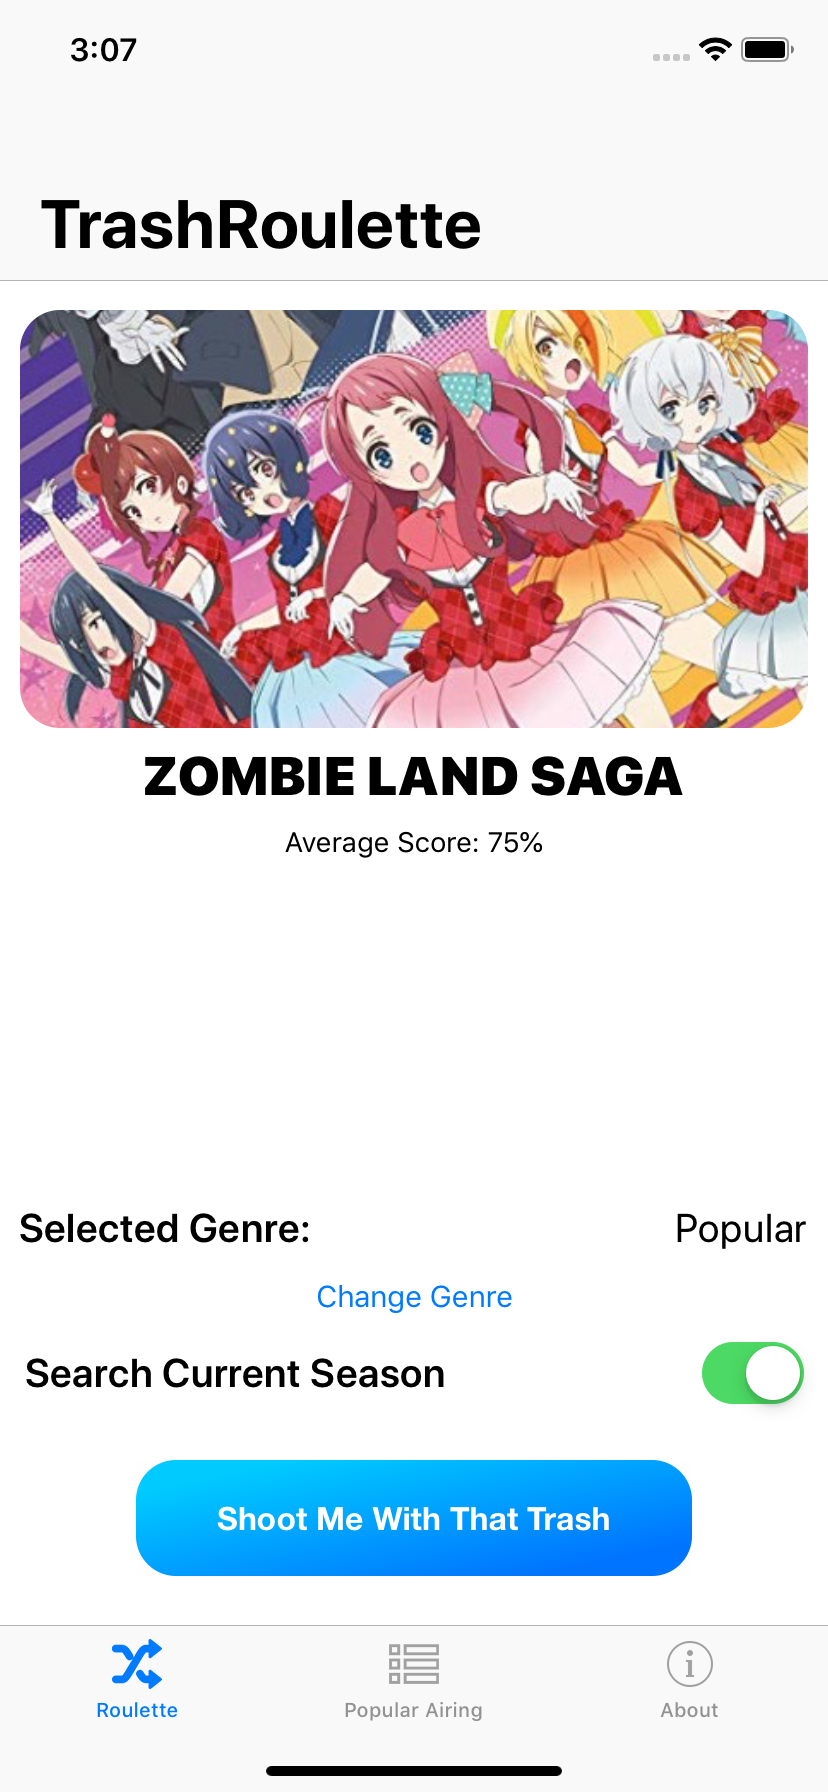 3:07
TrashRoulette
ZOMBIE LAND SAGA
Average Score: 75%
Selected Genre: Popular
Change Genre
Search Current Season
Shoot Me With That Trash
Roulette Popular Airing About